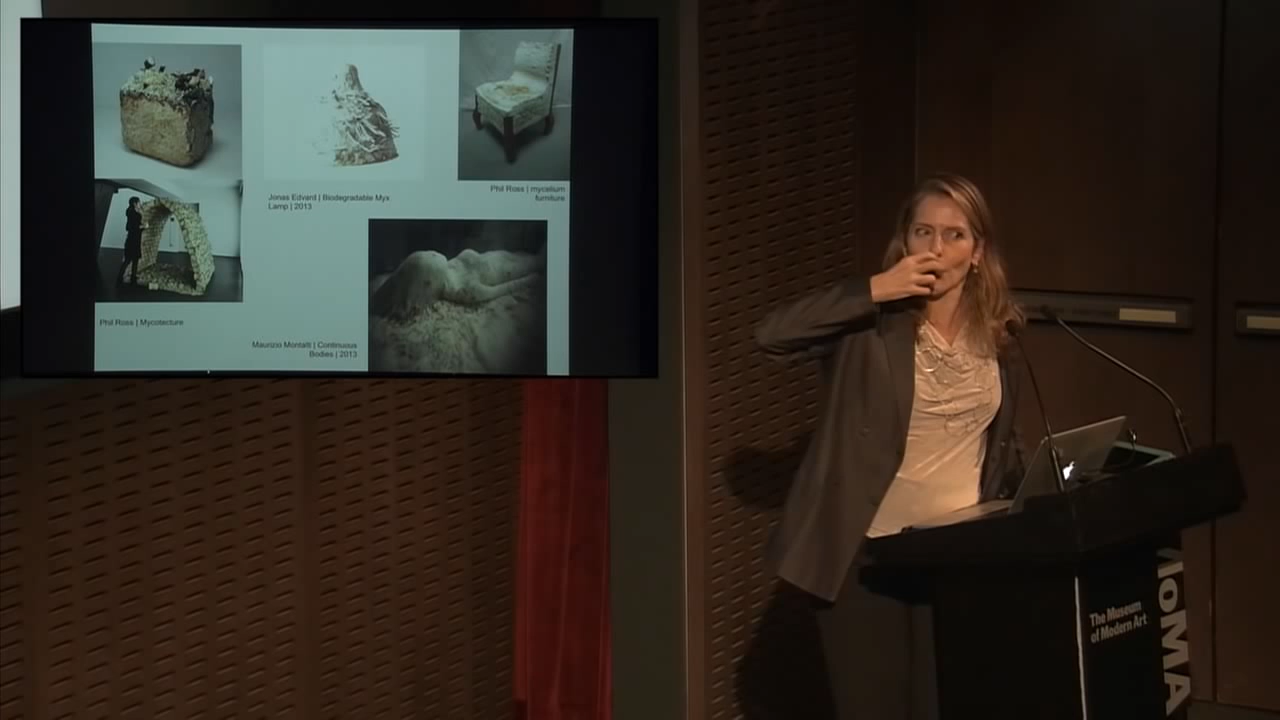 Jonas Edvard | Biodegradable Myx
Lamp | 2013
Phil Ross | mycelium
furniture
Phil Ross | Mycotecture
Maurizio Montalti | Continuous
Bodies | 2013
The Museum
of Modern Art
MoMA